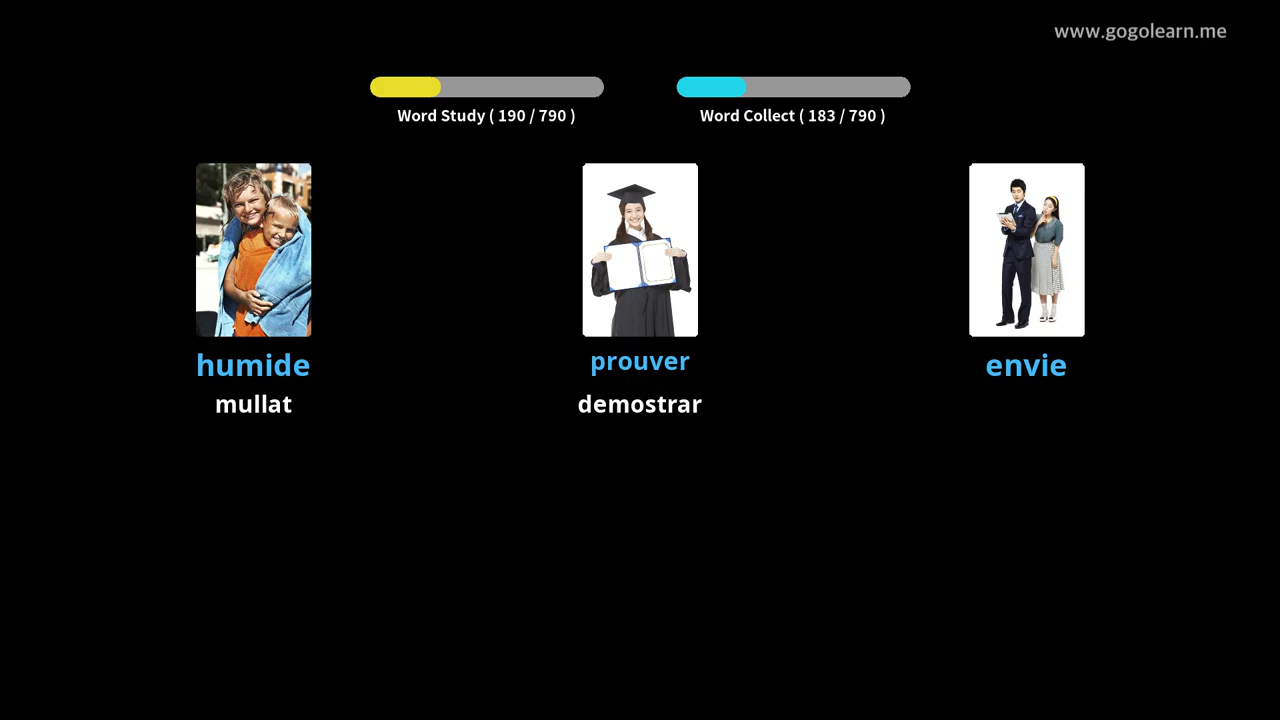 www.gogolearn.me
Word Study ( 190 / 790 )
Word Collect ( 183 / 790 )
humide
prouver
envie
mullat
demostrar